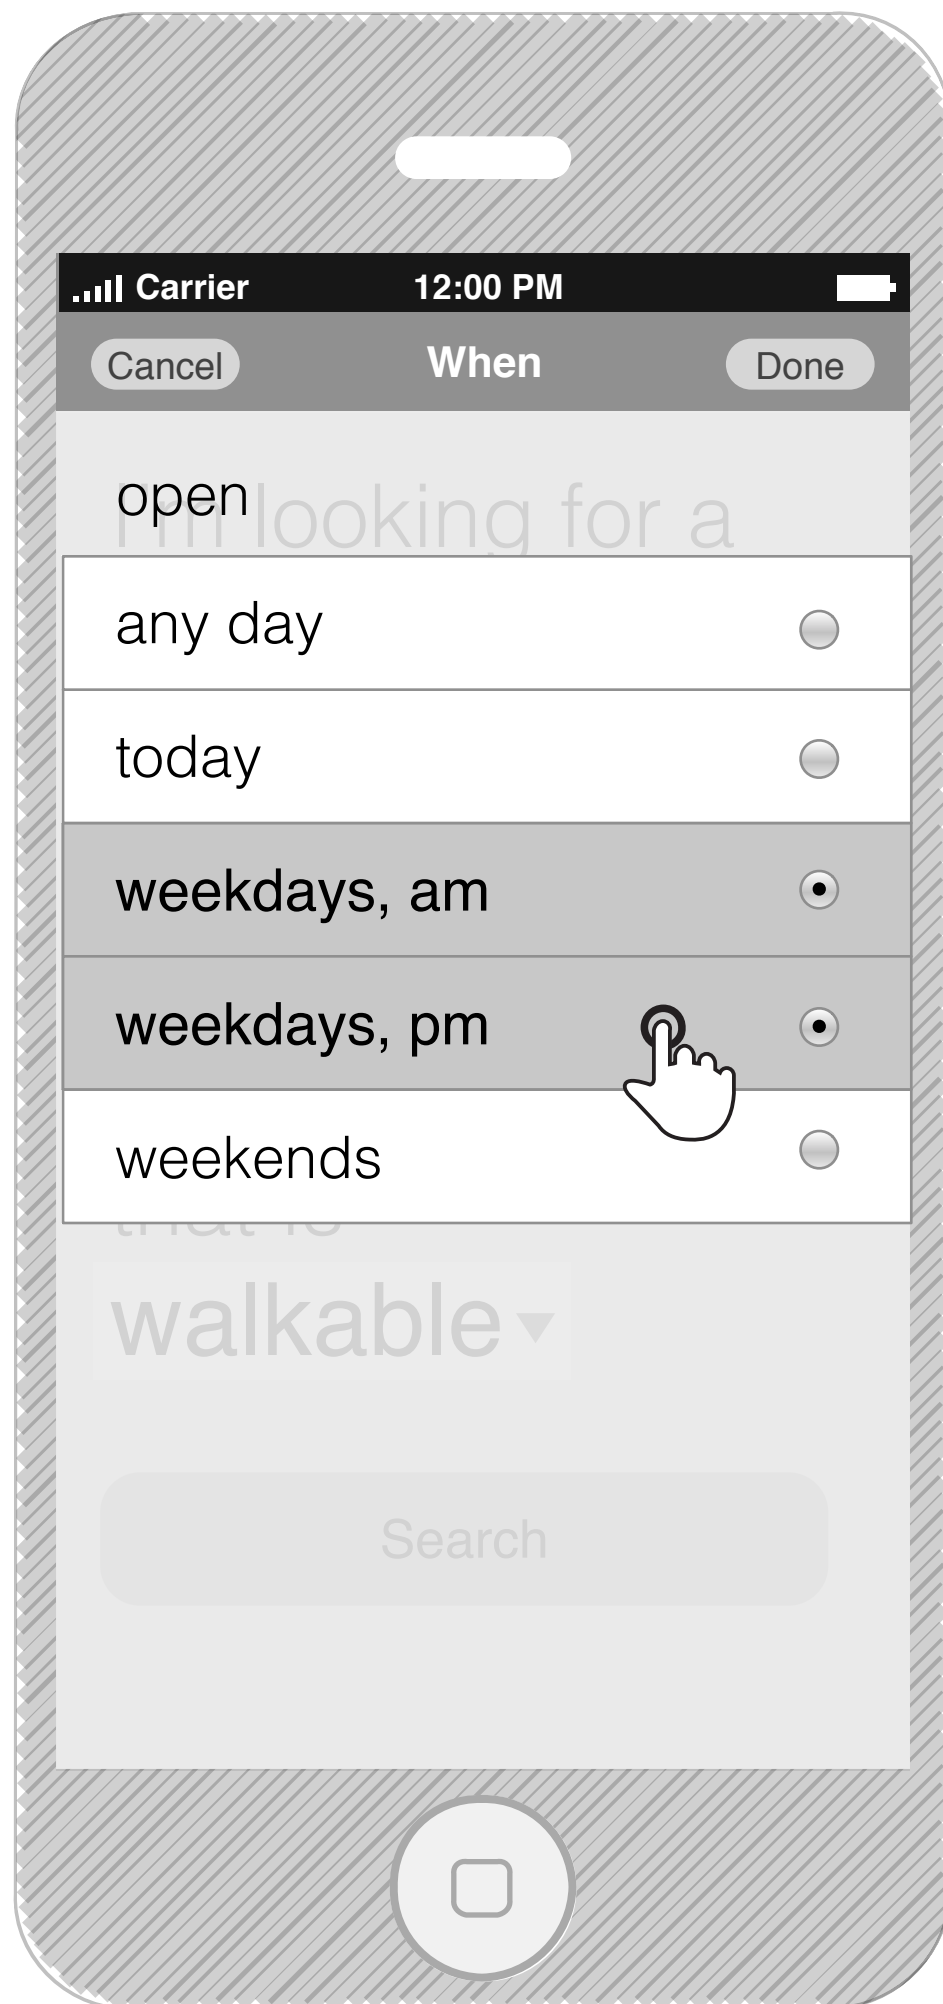 Carrier 12:00 PM
Cancel When Done
open
I'm looking for a
any day
today
weekdays, am
weekdays, pm
weekends
that is
walkable
Search